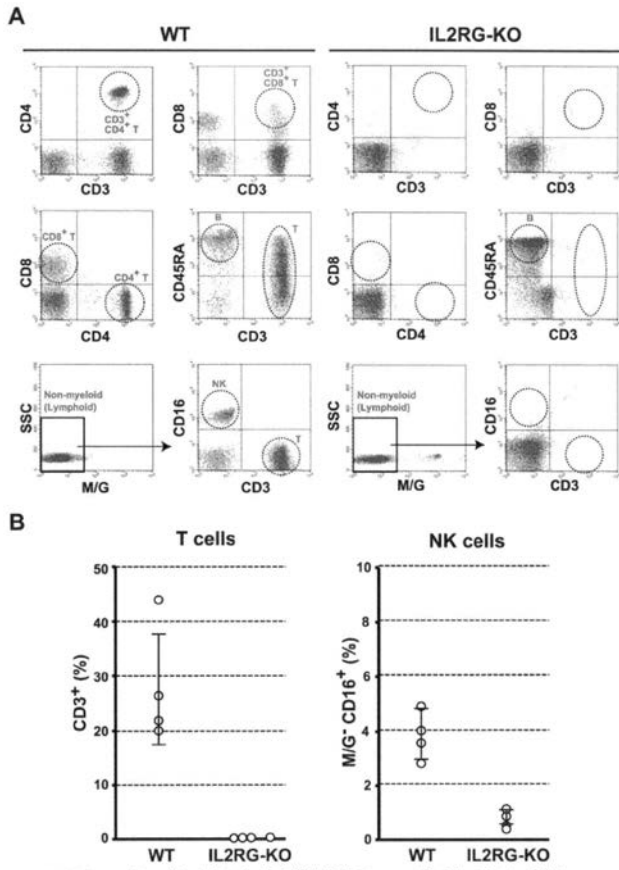 A
WT
IL2RG-KO
CD4
CD3+
CD4+ T
CD3
CD8
CD3+
CD8+ T
CD3
CD4
CD3
CD8
CD3
CD8
CD8+ T
CD4+ T
CD4
CD45RA
B
T
CD3
CD8
CD4
CD45RA
B
CD3
SSC
Non-myeloid
(Lymphoid)
M/G
CD16
NK
T
CD3
SSC
Non-myeloid
(Lymphoid)
M/G
CD16
CD3
B
T cells
CD3+ (%)
50
40
30
20
10
0
WT
IL2RG-KO
NK cells
M/G- CD16+ (%)
10
8
6
4
2
0
WT
IL2RG-KO